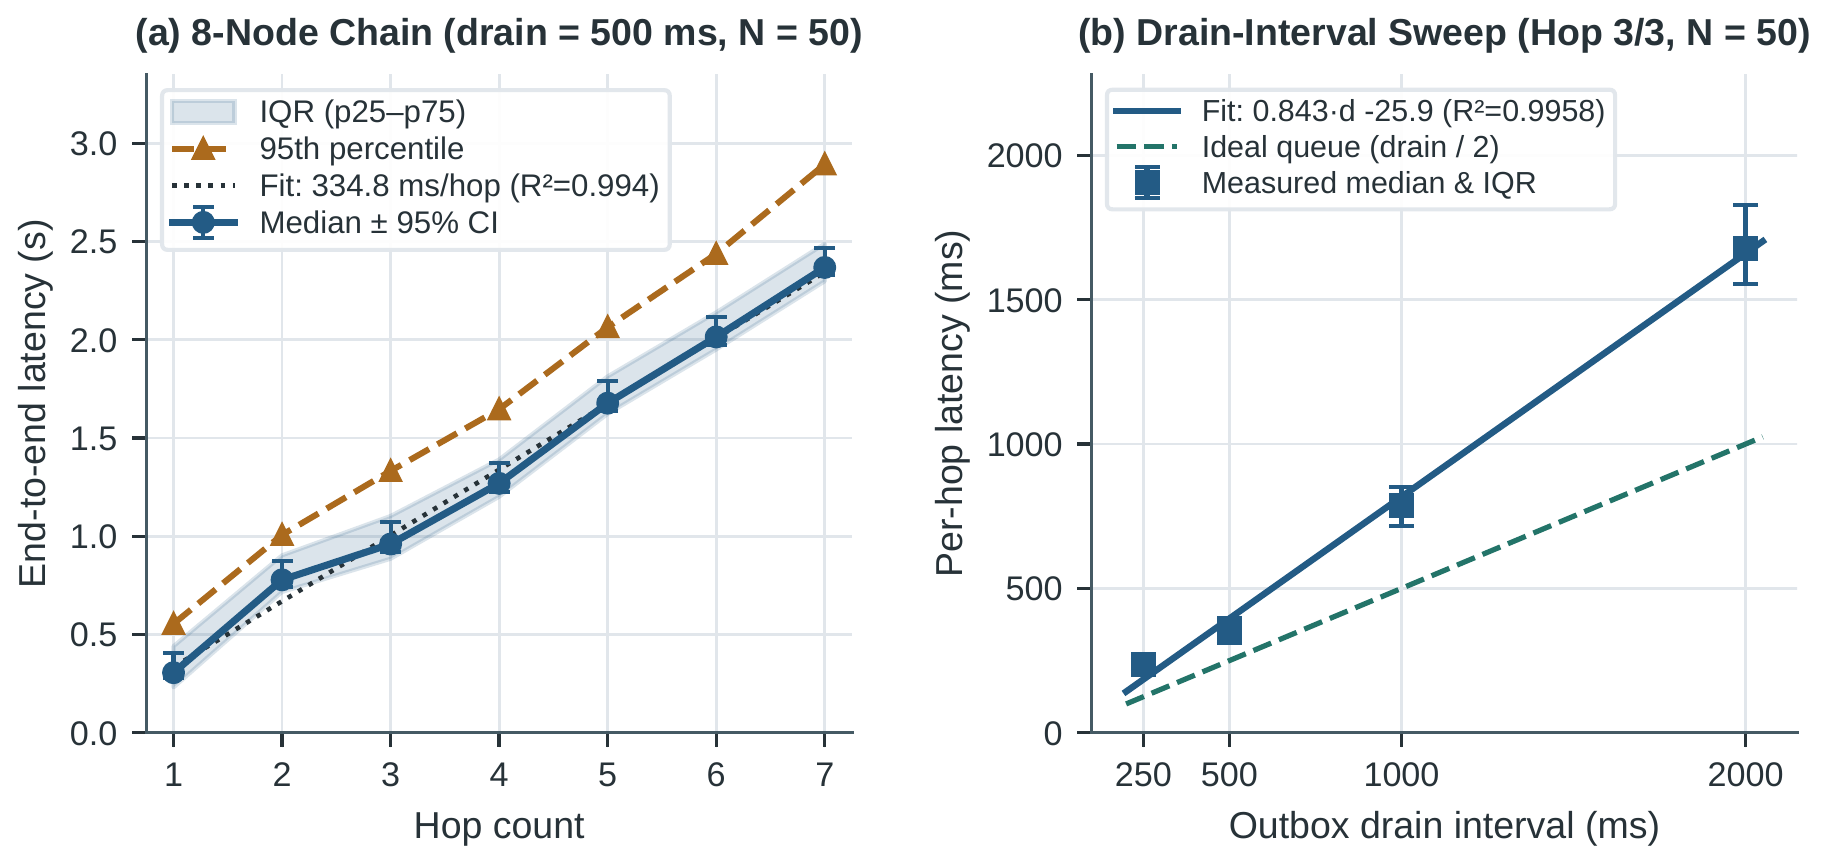 (a) 8-Node Chain (drain = 500 ms, N = 50)
IQR (p25–p75)
95th percentile
Fit: 334.8 ms/hop (R²=0.994)
Median ± 95% CI
End-to-end latency (s)
3.0
2.5
2.0
1.5
1.0
0.5
0.0
1 2 3 4 5 6 7
Hop count
(b) Drain-Interval Sweep (Hop 3/3, N = 50)
Fit: 0.843·d -25.9 (R²=0.9958)
Ideal queue (drain / 2)
Measured median & IQR
Per-hop latency (ms)
2000
1500
1000
500
0
250 500 1000 2000
Outbox drain interval (ms)